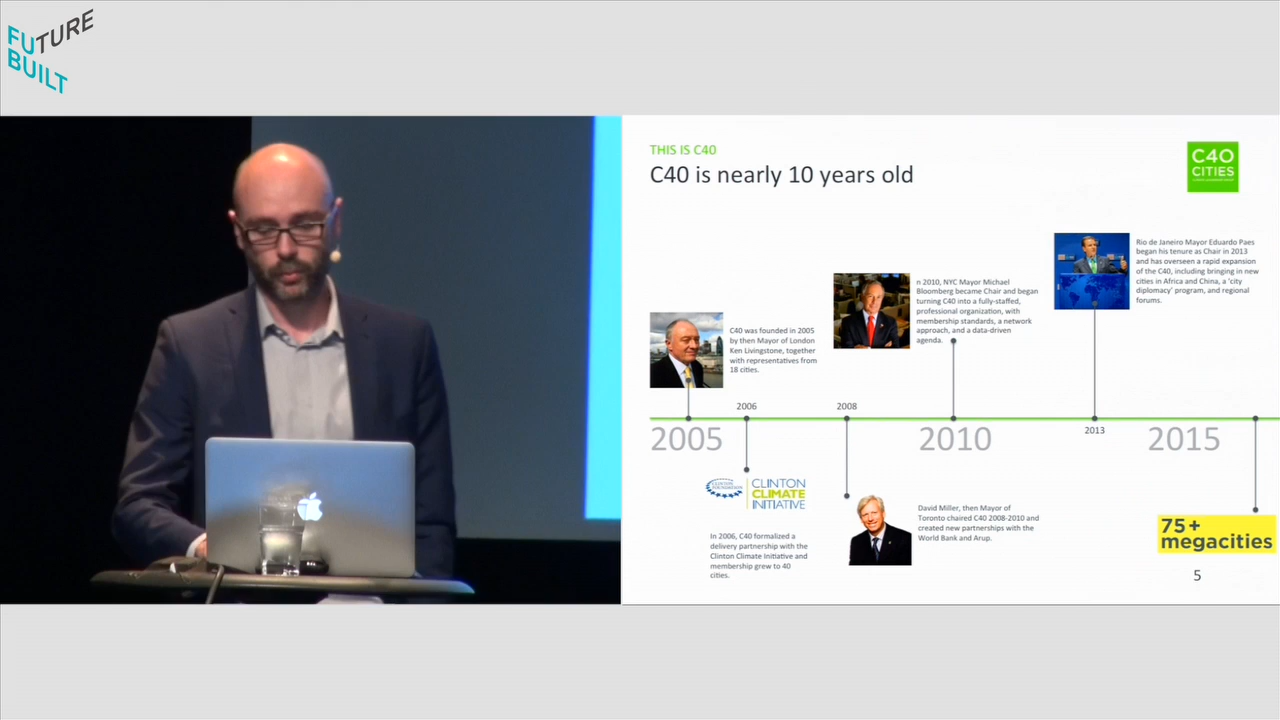 FUTURE
BUILT
THIS IS C40
C40 is nearly 10 years old
C40
CITIES
Rio de Janeiro Mayor Eduardo Paes
began his tenure as Chair in 2013
and has overseen a rapid expansion
of the C40, including bringing in new
cities in Africa and China, a 'city
diplomacy' program, and regional
forums.
n 2010, NYC Mayor Michael
Bloomberg became Chair and began
turning C40 into a fully-staffed,
professional organization, with
membership standards, a network
approach, and a data-driven
agenda.
C40 was founded in 2005
by then Mayor of London
Ken Livingstone, together
with representatives from
18 cities.
2006
2008
2005
2010
2013
2015
CLINTON FOUNDATION
CLINTON
CLIMATE
INITIATIVE
In 2006, C40 formalized a
delivery partnership with the
Clinton Climate Initiative and
membership grew to 40
cities.
David Miller, then Mayor of
Toronto chaired C40 2008-2010 and
created new partnerships with the
World Bank and Arup.
75+
megacities
5